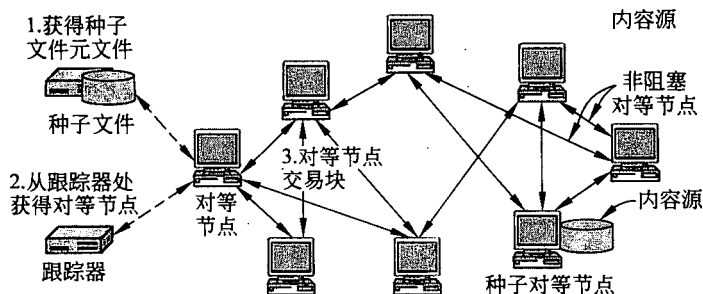 1.获得种子
文件元文件
种子文件
2.从跟踪器处
获得对等节点
跟踪器
对等
节点
3.对等节点
交易块
内容源
非阻塞
对等节点
内容源
种子对等节点